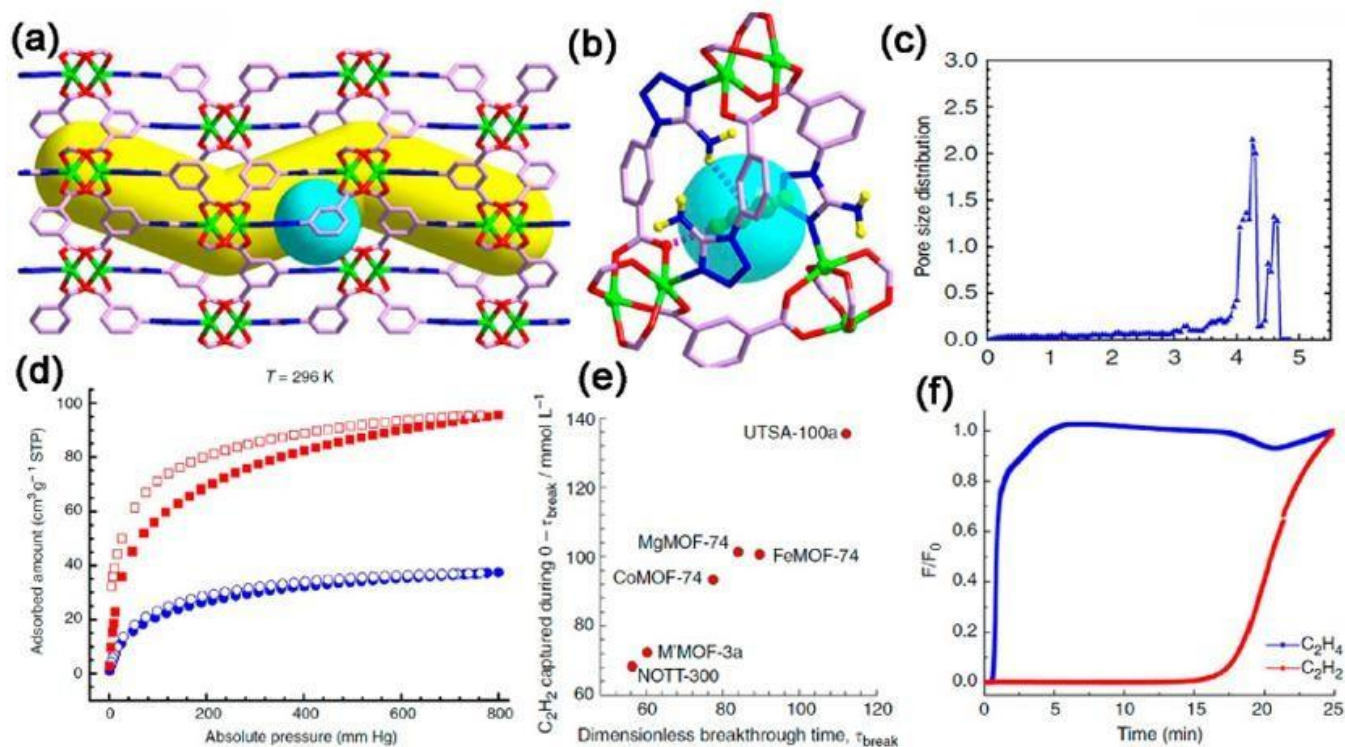 (a)
(b)
(c)
Pore size distribution
3.0
2.5
2.0
1.5
1.0
0.5
0.0
0 1 2 3 4 5
(d)
T = 296 K
Adsorbed amount (cm³ g⁻¹ STP)
100
80
60
40
20
0
0 200 400 600 800
Absolute pressure (mm Hg)
(e)
C₂H₂ captured during 0 – τbreak / mmol L⁻¹
140
120
100
80
60
UTSA-100a
MgMOF-74
FeMOF-74
CoMOF-74
M'MOF-3a
NOTT-300
60 80 100 120
Dimensionless breakthrough time, τbreak
(f)
F/F₀
1.0
0.8
0.6
0.4
0.2
0.0
C₂H₄
C₂H₂
0 5 10 15 20 25
Time (min)